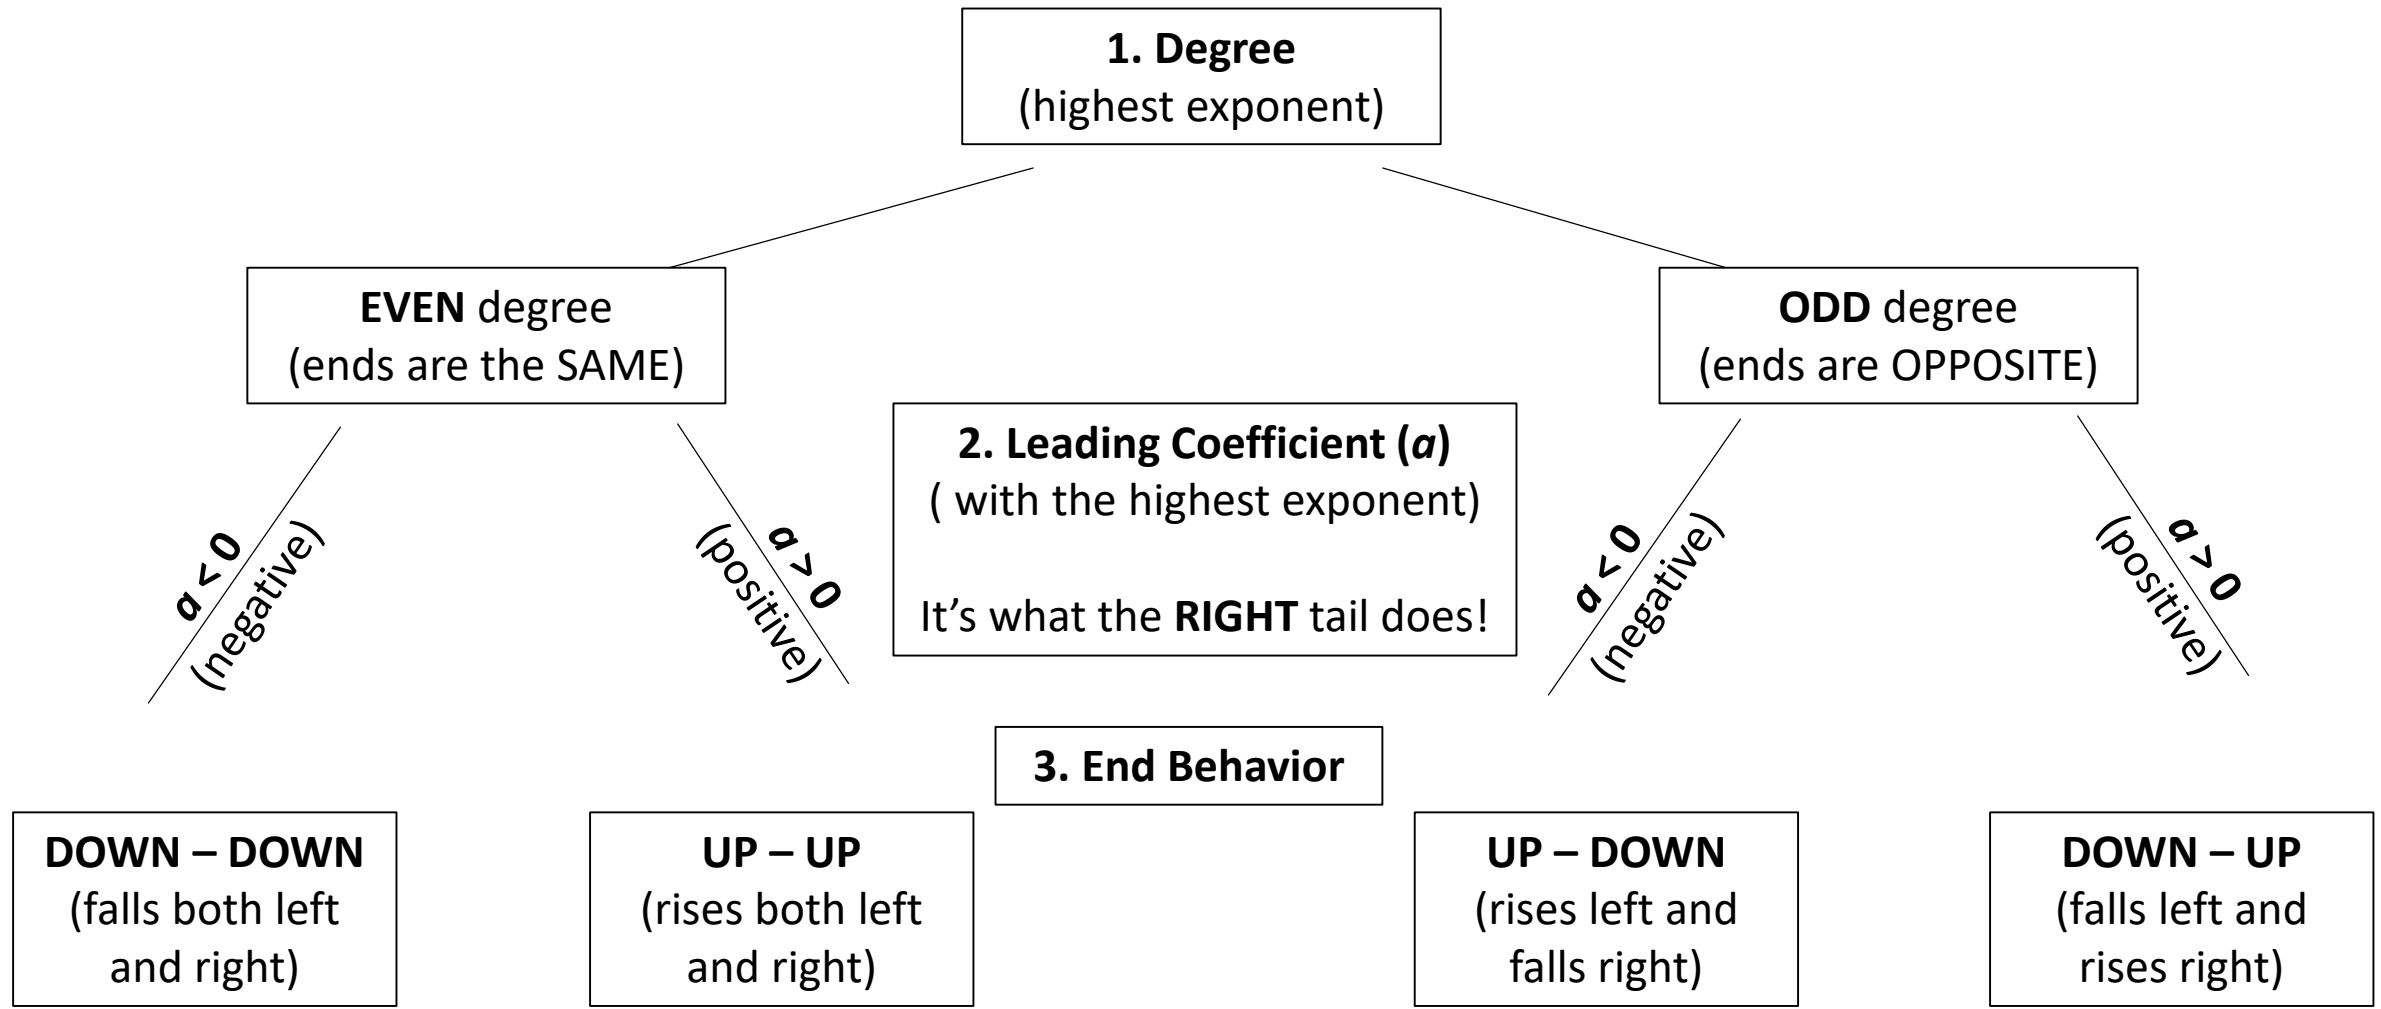 1. Degree
(highest exponent)
EVEN degree
(ends are the SAME)
ODD degree
(ends are OPPOSITE)
2. Leading Coefficient (a)
( with the highest exponent)
It’s what the RIGHT tail does!
a < 0
(negative)
a > 0
(positive)
a < 0
(negative)
a > 0
(positive)
3. End Behavior
DOWN – DOWN
(falls both left
and right)
UP – UP
(rises both left
and right)
UP – DOWN
(rises left and
falls right)
DOWN – UP
(falls left and
rises right)